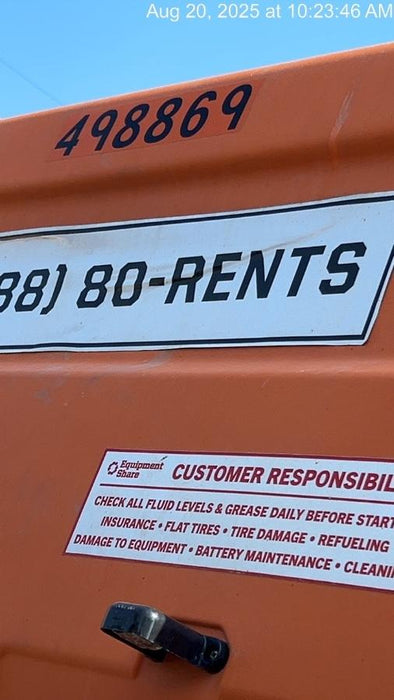 Aug 20, 2025 at 10:23:46 AM
498869
88) 80-RENTS
Equipment
Share
CUSTOMER RESPONSIBIL
CHECK ALL FLUID LEVELS & GREASE DAILY BEFORE START
INSURANCE • FLAT TIRES • TIRE DAMAGE • REFUELING
DAMAGE TO EQUIPMENT • BATTERY MAINTENANCE • CLEANI